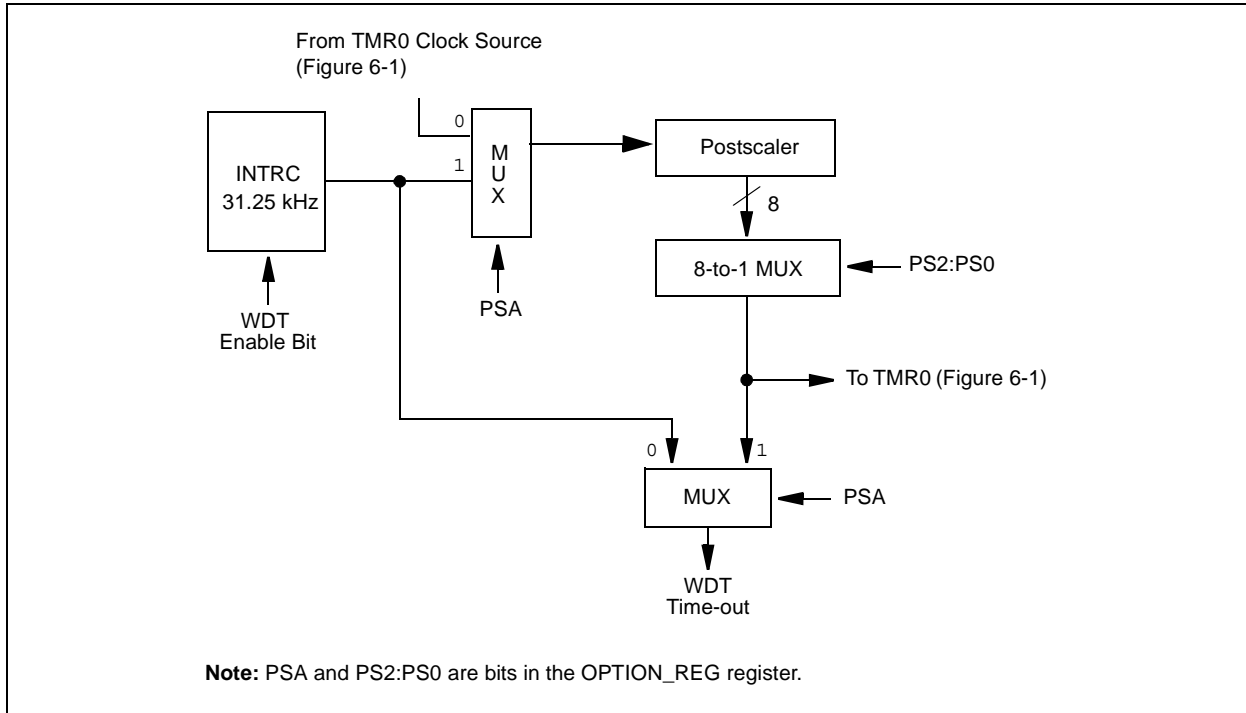 From TMR0 Clock Source
(Figure 6-1)
0
1
M
U
X
INTRC
31.25 kHz
Postscaler
8
8-to-1 MUX
PS2:PS0
WDT
Enable Bit
PSA
To TMR0 (Figure 6-1)
0
1
MUX
PSA
WDT
Time-out
Note: PSA and PS2:PS0 are bits in the OPTION_REG register.